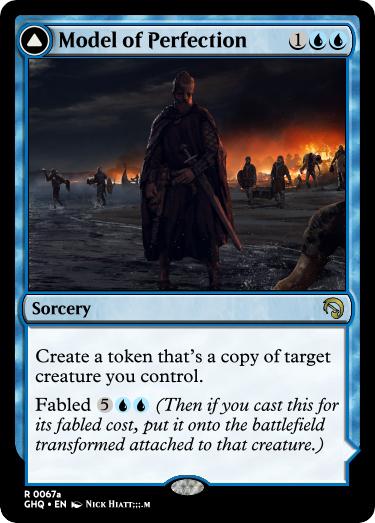 Model of Perfection 1
Sorcery
Create a token that's a copy of target
creature you control.
Fabled 5 (Then if you cast this for
its fabled cost, put it onto the battlefield
transformed attached to that creature.)
R 0067a
GHQ • EN NICK HIATT;;;.M